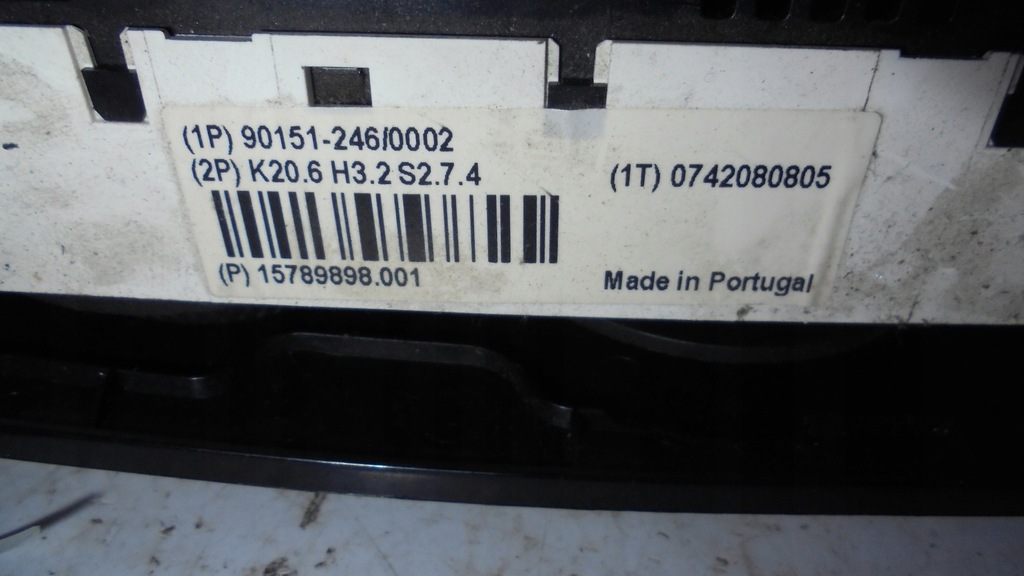 (1P) 90151-246/0002
(2P) K20.6 H3.2 S2.7.4
(1T) 0742080805
(P) 15789898.001
Made in Portugal